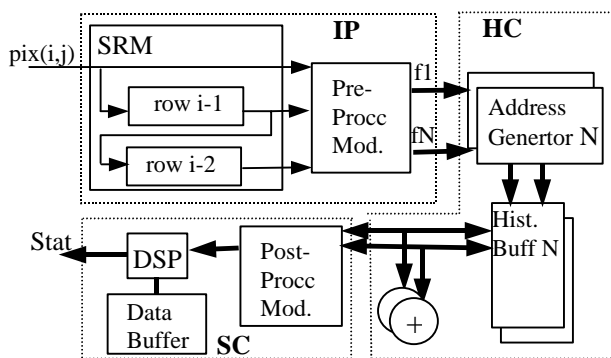 IP
HC
SRM
pix(i,j)
f1
row i-1
Pre-
Procc
Mod.
Address
Genertor N
fN
row i-2
Hist.
Buff N
Stat
DSP
Post-
Procc
Mod.
Data
Buffer
SC
+